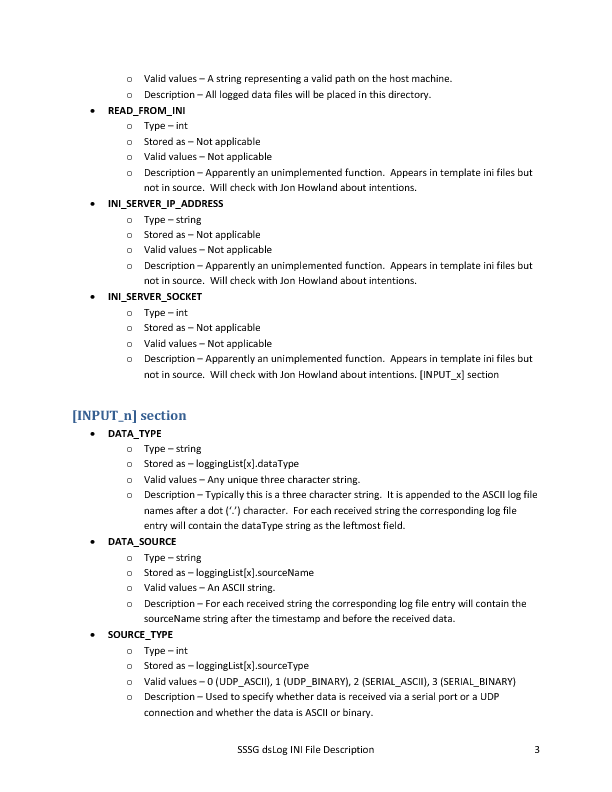 o Valid values – A string representing a valid path on the host machine.
o Description – All logged data files will be placed in this directory.
• READ_FROM_INI
o Type – int
o Stored as – Not applicable
o Valid values – Not applicable
o Description – Apparently an unimplemented function.  Appears in template ini files but
not in source.  Will check with Jon Howland about intentions.
• INI_SERVER_IP_ADDRESS
o Type – string
o Stored as – Not applicable
o Valid values – Not applicable
o Description – Apparently an unimplemented function.  Appears in template ini files but
not in source.  Will check with Jon Howland about intentions.
• INI_SERVER_SOCKET
o Type – int
o Stored as – Not applicable
o Valid values – Not applicable
o Description – Apparently an unimplemented function.  Appears in template ini files but
not in source.  Will check with Jon Howland about intentions. [INPUT_x] section
[INPUT_n] section
• DATA_TYPE
o Type – string
o Stored as – loggingList[x].dataType
o Valid values – Any unique three character string.
o Description – Typically this is a three character string.  It is appended to the ASCII log file
names after a dot (‘.’) character.  For each received string the corresponding log file
entry will contain the dataType string as the leftmost field.
• DATA_SOURCE
o Type – string
o Stored as – loggingList[x].sourceName
o Valid values – An ASCII string.
o Description – For each received string the corresponding log file entry will contain the
sourceName string after the timestamp and before the received data.
• SOURCE_TYPE
o Type – int
o Stored as – loggingList[x].sourceType
o Valid values – 0 (UDP_ASCII), 1 (UDP_BINARY), 2 (SERIAL_ASCII), 3 (SERIAL_BINARY)
o Description – Used to specify whether data is received via a serial port or a UDP
connection and whether the data is ASCII or binary.
SSSG dsLog INI File Description 3